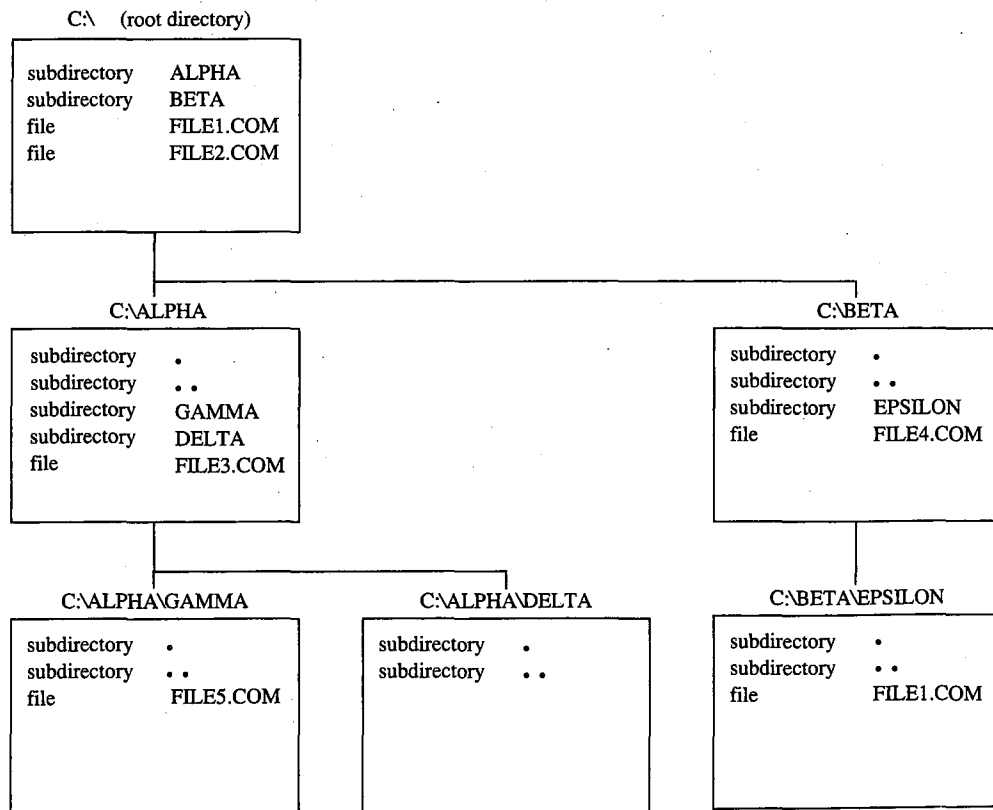 C:\ (root directory)
subdirectory ALPHA
subdirectory BETA
file FILE1.COM
file FILE2.COM
C:\ALPHA
subdirectory .
subdirectory ..
subdirectory GAMMA
subdirectory DELTA
file FILE3.COM
C:\BETA
subdirectory .
subdirectory ..
subdirectory EPSILON
file FILE4.COM
C:\ALPHA\GAMMA
subdirectory .
subdirectory ..
file FILE5.COM
C:\ALPHA\DELTA
subdirectory .
subdirectory ..
C:\BETA\EPSILON
subdirectory .
subdirectory ..
file FILE1.COM